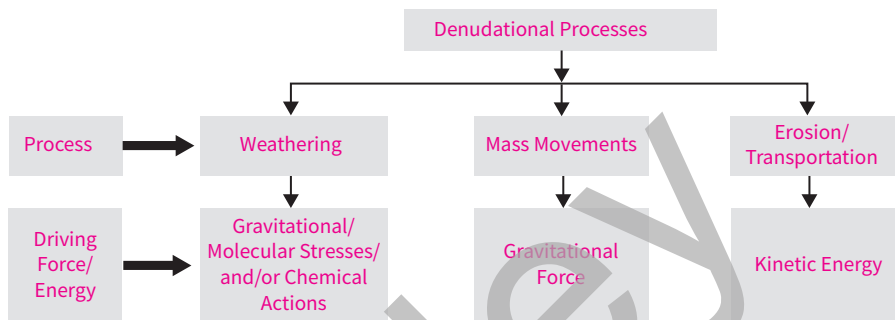 Denudational Processes
Process
Weathering
Mass Movements
Erosion/
Transportation
Driving
Force/
Energy
Gravitational/
Molecular Stresses/
and/or Chemical
Actions
Gravitational
Force
Kinetic Energy